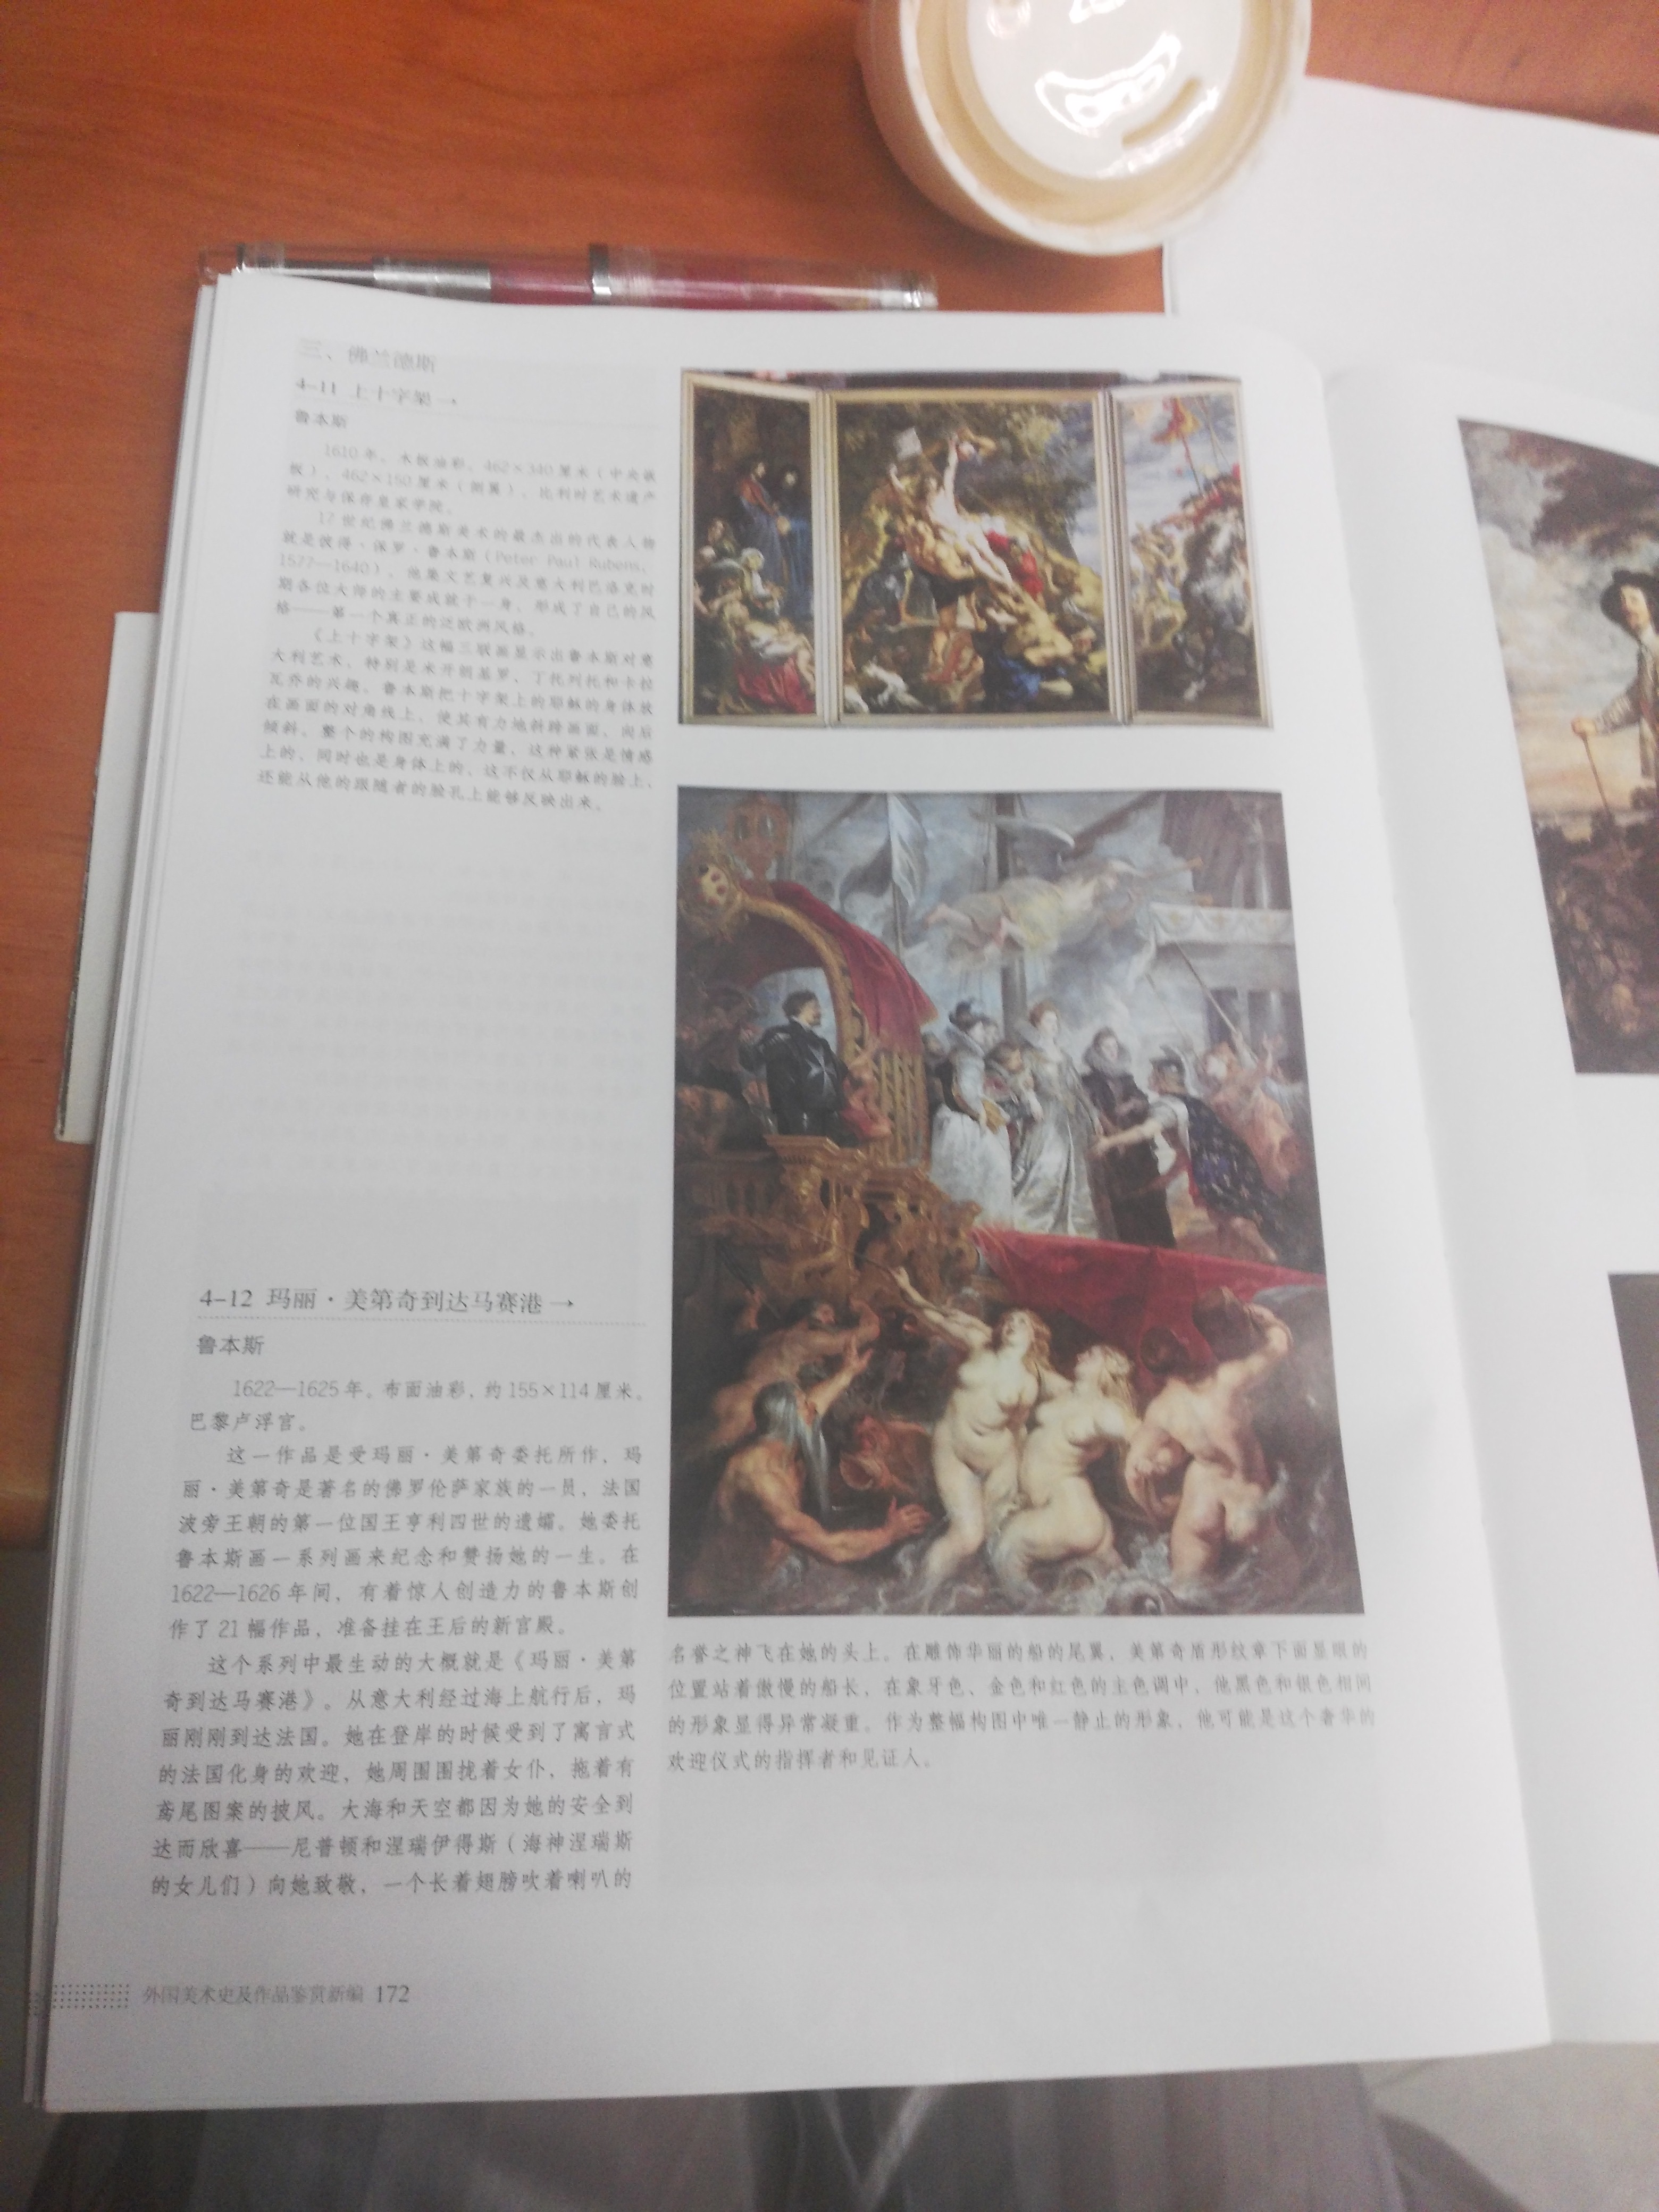 三、佛兰德斯
4-11 上十字架→
鲁本斯
1610年。木板油彩，462×340厘米（中央嵌
板），462×150厘米（侧翼），比利时艺术遗产
研究与保存皇家学院。
17世纪佛兰德斯美术的最杰出的代表人物
就是彼得·保罗·鲁本斯（Peter Paul Rubens，
1577—1640），他集文艺复兴及意大利巴洛克时
期各位大师的主要成就于一身，形成了自己的风
格——第一个真正的泛欧洲风格。
《上十字架》这幅三联画显示出鲁本斯对意
大利艺术，特别是米开朗基罗、丁托列托和卡拉
瓦乔的兴趣。鲁本斯把十字架上的耶稣的身体放
在画面的对角线上，使其有力地斜跨画面，向后
倾斜。整个的构图充满了力量，这种紧张是情感
上的，同时也是身体上的，这不仅从耶稣的脸上，
还能从他的跟随者的脸孔上能够反映出来。
4-12 玛丽·美第奇到达马赛港→
鲁本斯
1622—1625年。布面油彩，约155×114厘米。
巴黎卢浮宫。
这一作品是受玛丽·美第奇委托所作，玛
丽·美第奇是著名的佛罗伦萨家族的一员，法国
波旁王朝的第一位国王亨利四世的遗孀。她委托
鲁本斯画一系列画来纪念和赞扬她的一生。在
1622—1626年间，有着惊人创造力的鲁本斯创
作了21幅作品，准备挂在王后的新宫殿。
这个系列中最生动的大概就是《玛丽·美第
奇到达马赛港》。从意大利经过海上航行后，玛
丽刚刚到达法国。她在登岸的时候受到了寓言式
的法国化身的欢迎，她周围围拢着女仆，拖着有
鸢尾图案的披风。大海和天空都因为她的安全到
达而欣喜——尼普顿和涅瑞伊得斯（海神涅瑞斯
的女儿们）向她致敬，一个长着翅膀吹着喇叭的
名誉之神飞在她的头上。在雕饰华丽的船的尾翼，美第奇盾形纹章下面显眼的
位置站着傲慢的船长，在象牙色、金色和红色的主色调中，他黑色和银色相间
的形象显得异常凝重。作为整幅构图中唯一静止的形象，他可能是这个奢华的
欢迎仪式的指挥者和见证人。
外国美术史及作品鉴赏新编 172